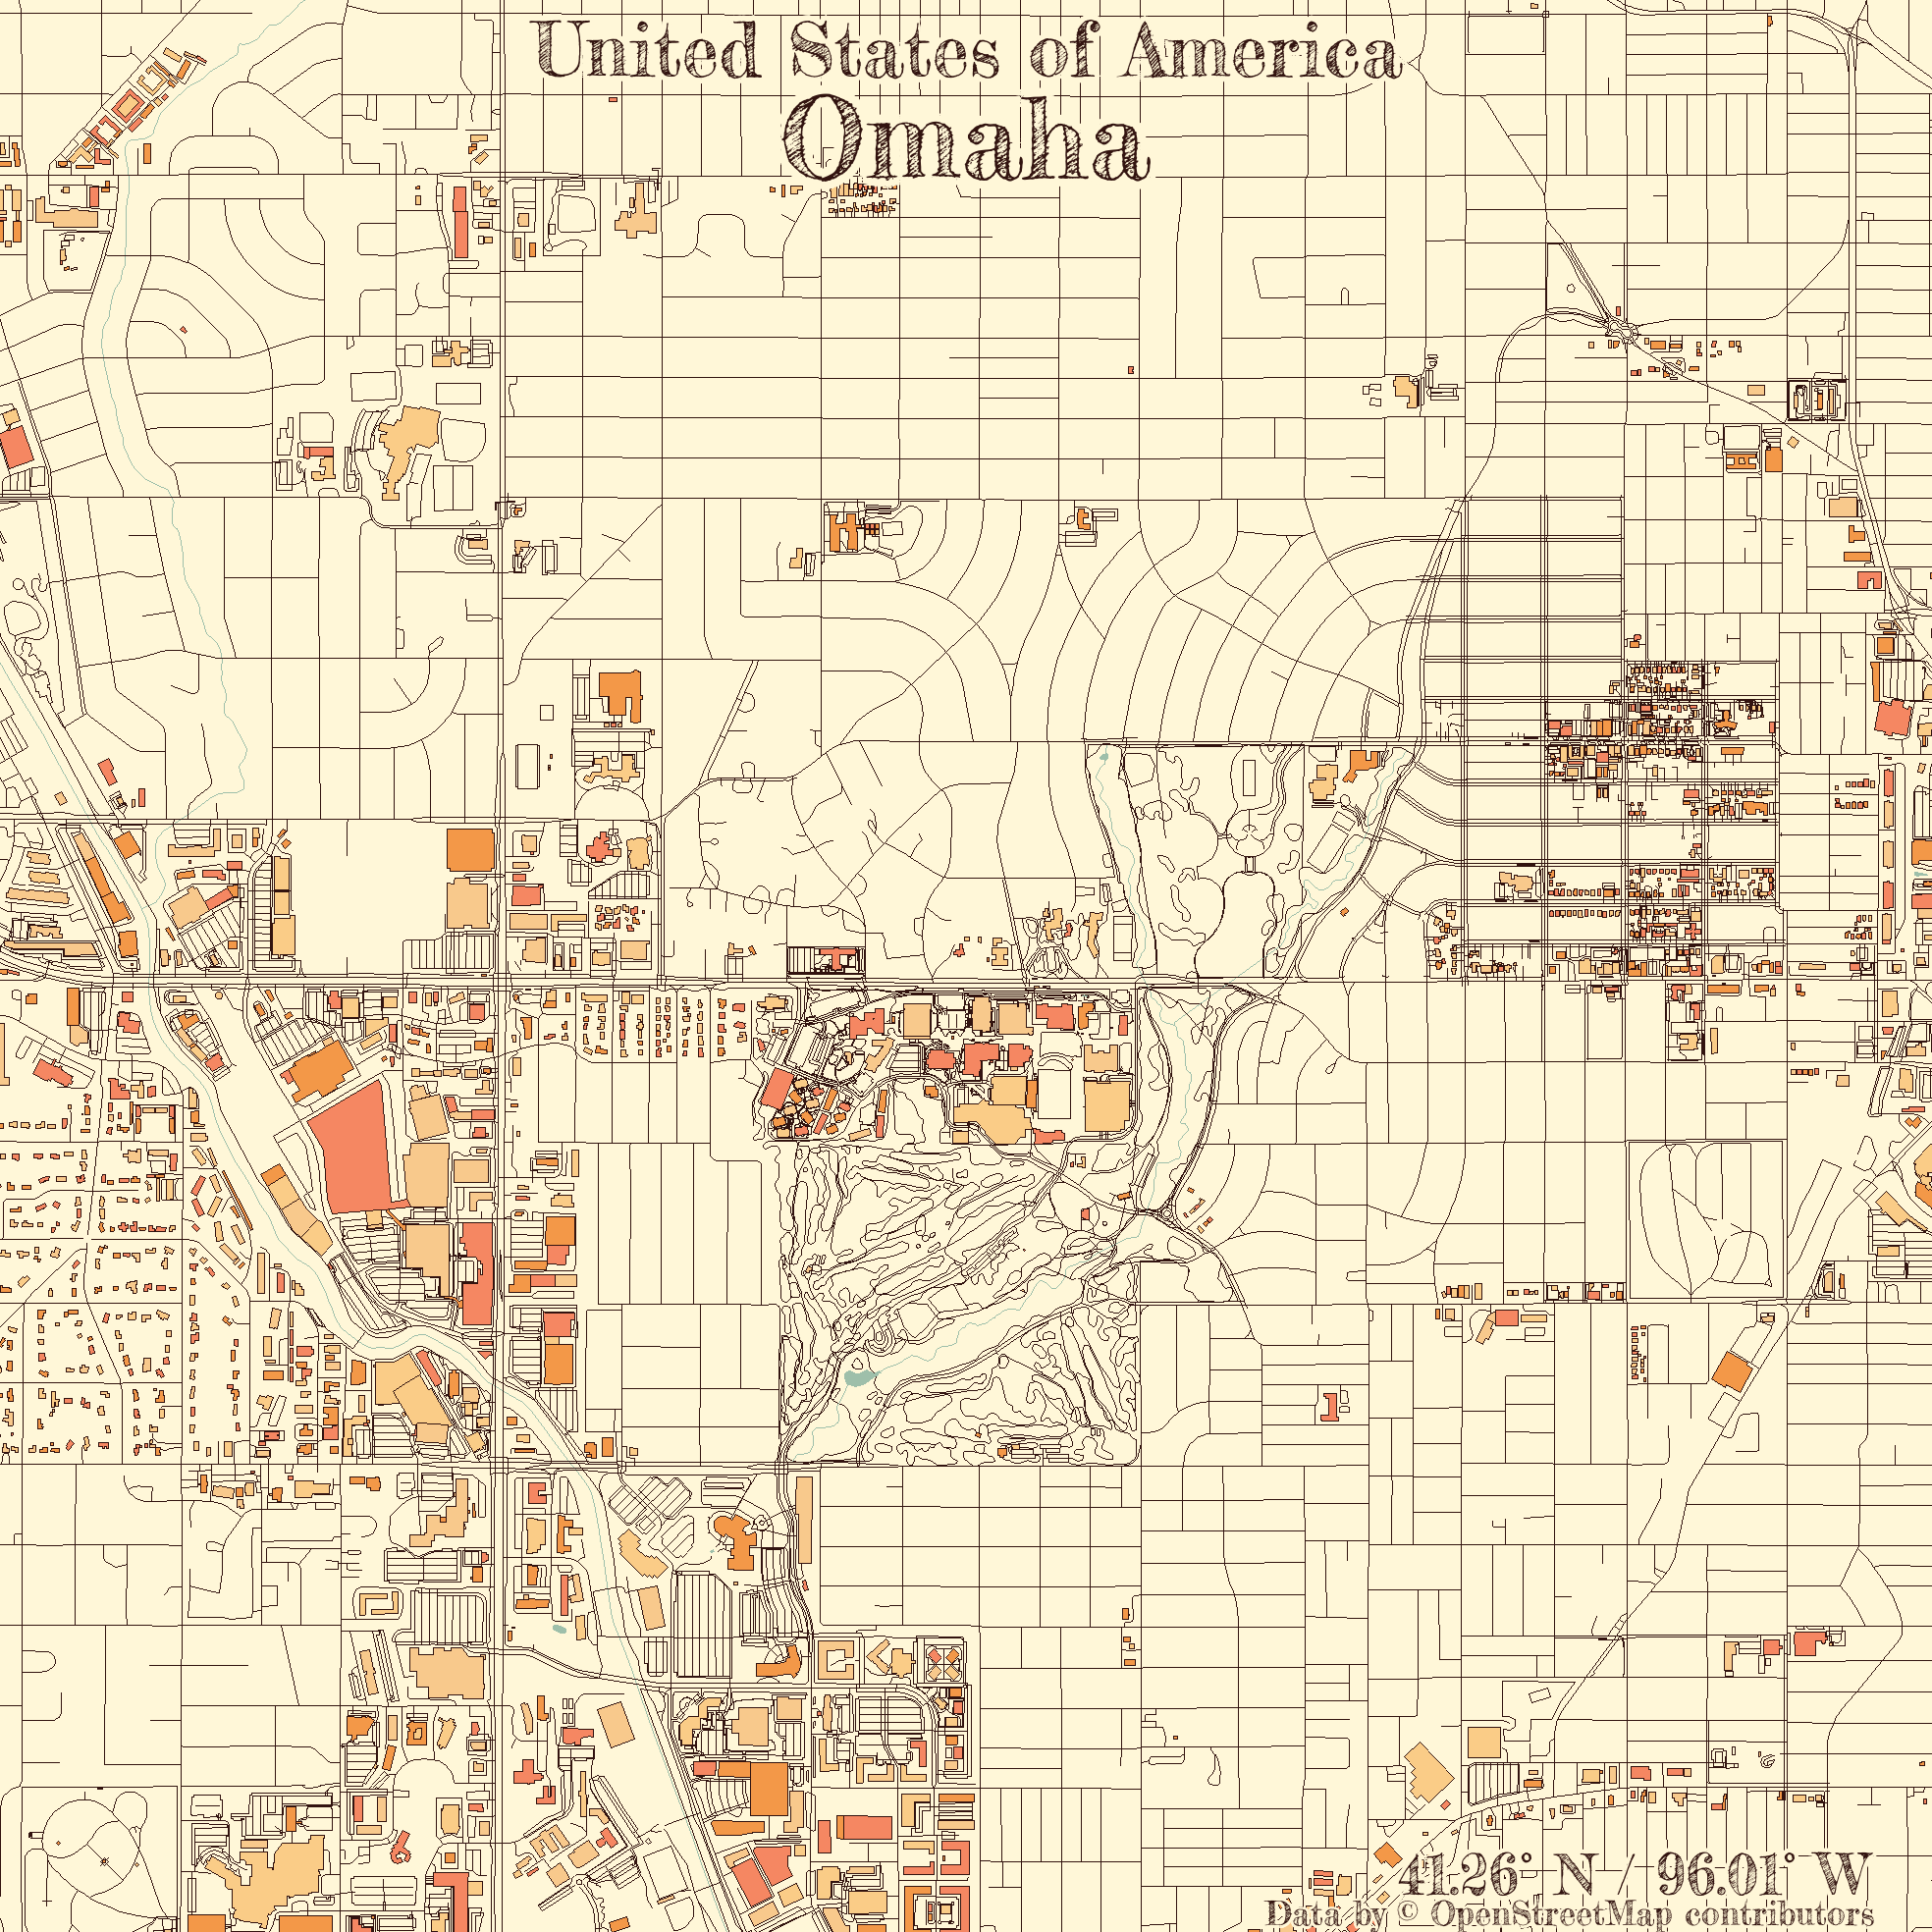 United States of America
Omaha
41.26° N / 96.01° W
Data by © OpenStreetMap contributors